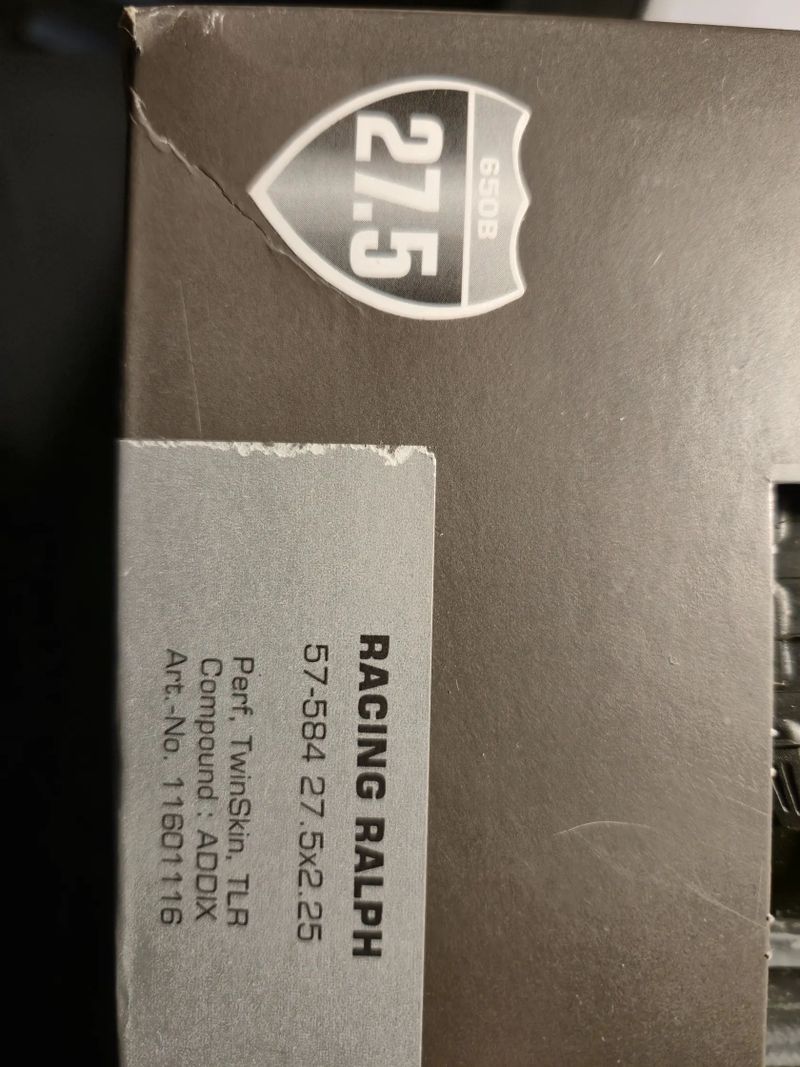 650B
27.5
RACING RALPH
57-584 27.5x2.25
Perf, TwinSkin, TLR
Compound : ADDIX
Art.-No. 11601116